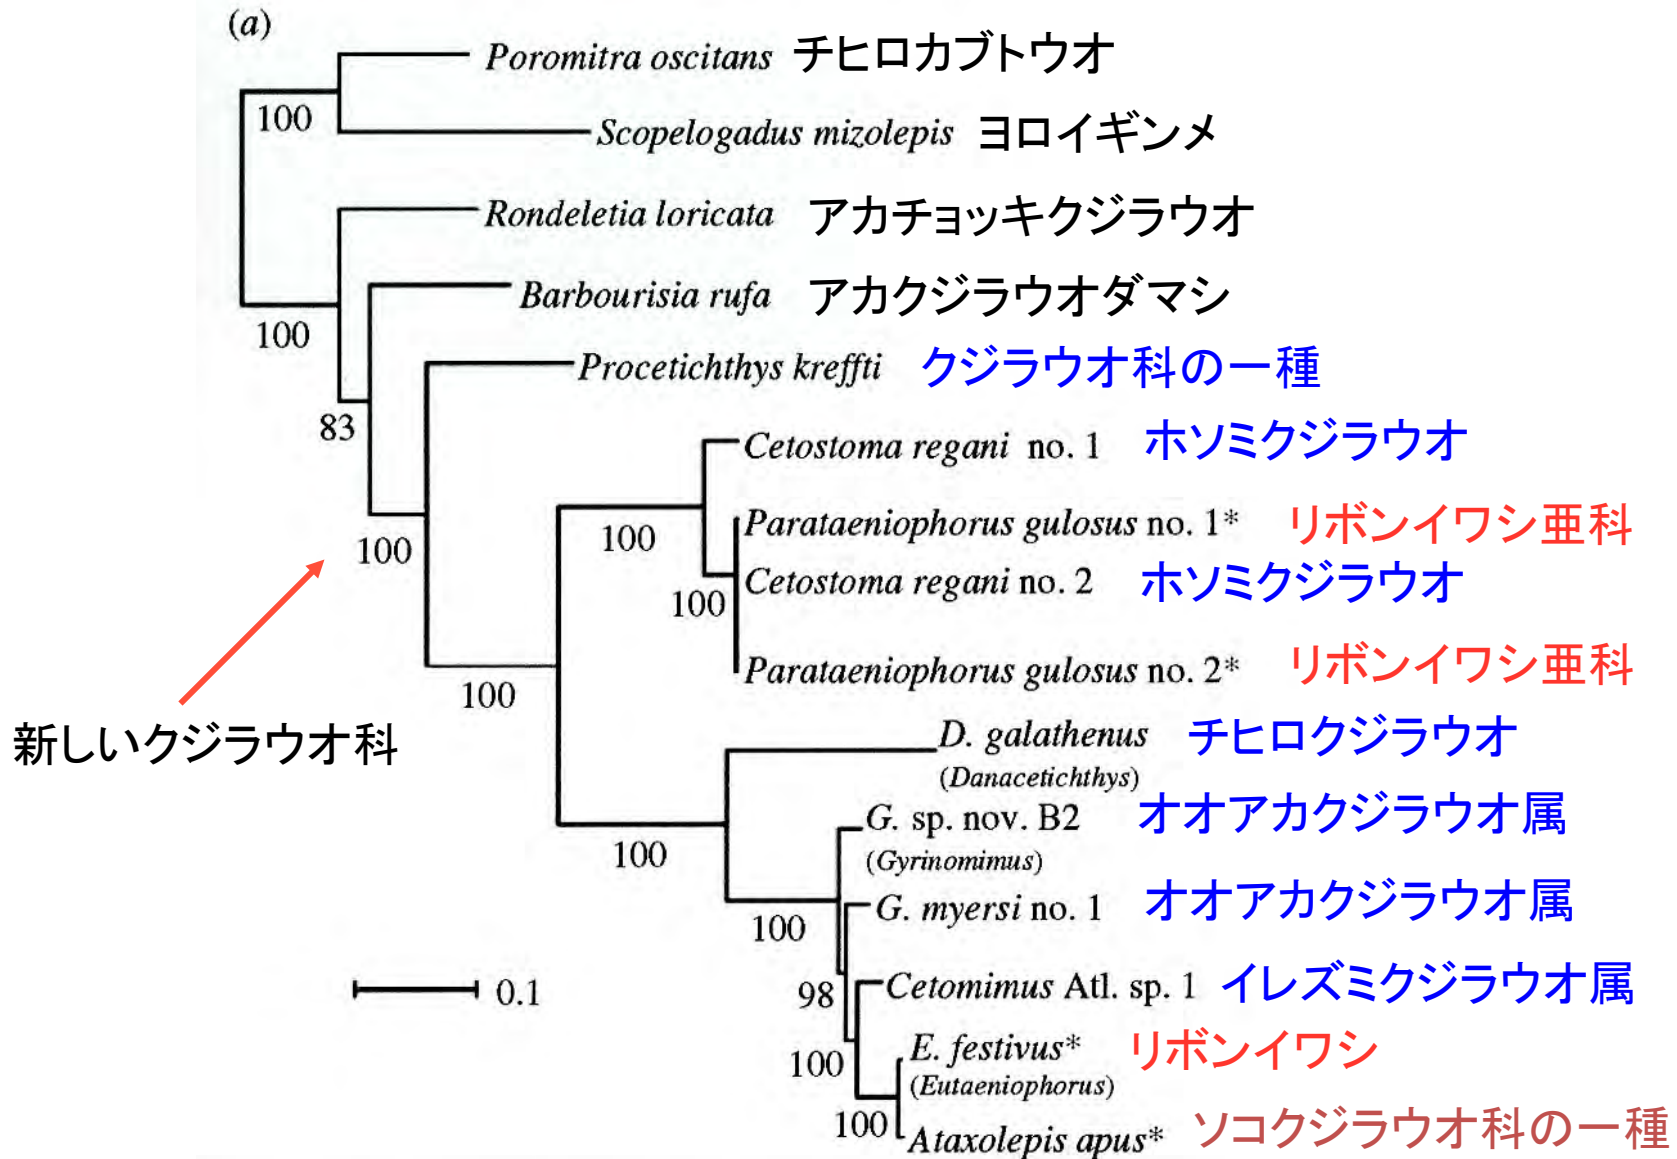 (a)
Poromitra oscitans チヒロカブトウオ
100
Scopelogadus mizolepis ヨロイギンメ
Rondeletia loricata アカチョッキクジラウオ
Barbourisia rufa アカクジラウオダマシ
100
Procetichthys kreffti クジラウオ科の一種
83
Cetostoma regani no. 1 ホソミクジラウオ
Parataeniophorus gulosus no. 1* リボンイワシ亜科
100
100
Cetostoma regani no. 2 ホソミクジラウオ
100
Parataeniophorus gulosus no. 2* リボンイワシ亜科
100
新しいクジラウオ科
D. galathenus チヒロクジラウオ
(Danacetichthys)
G. sp. nov. B2 オオアカクジラウオ属
100
(Gyrinomimus)
G. myersi no. 1 オオアカクジラウオ属
100
0.1
98
Cetomimus Atl. sp. 1 イレズミクジラウオ属
E. festivus* リボンイワシ
100
(Eutaeniophorus)
100
Ataxolepis apus* ソコクジラウオ科の一種